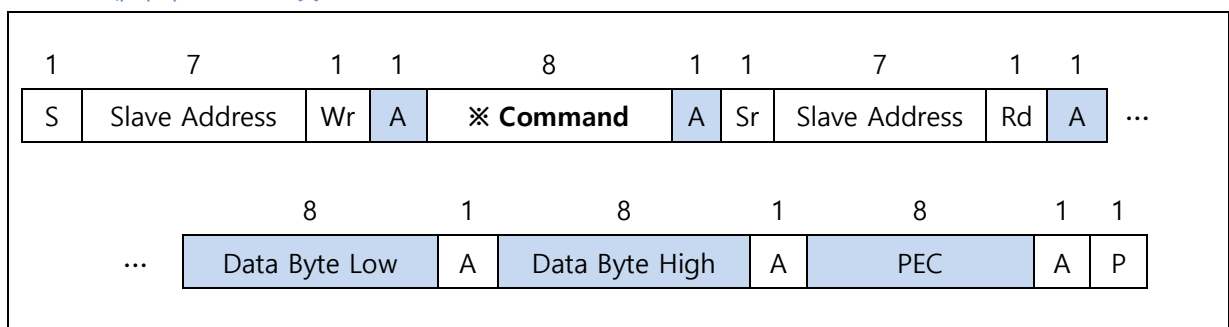 1 7 1 1 8 1 1 7 1 1
S Slave Address Wr A ※ Command A Sr Slave Address Rd A ···
8 1 8 1 8 1 1
··· Data Byte Low A Data Byte High A PEC A P